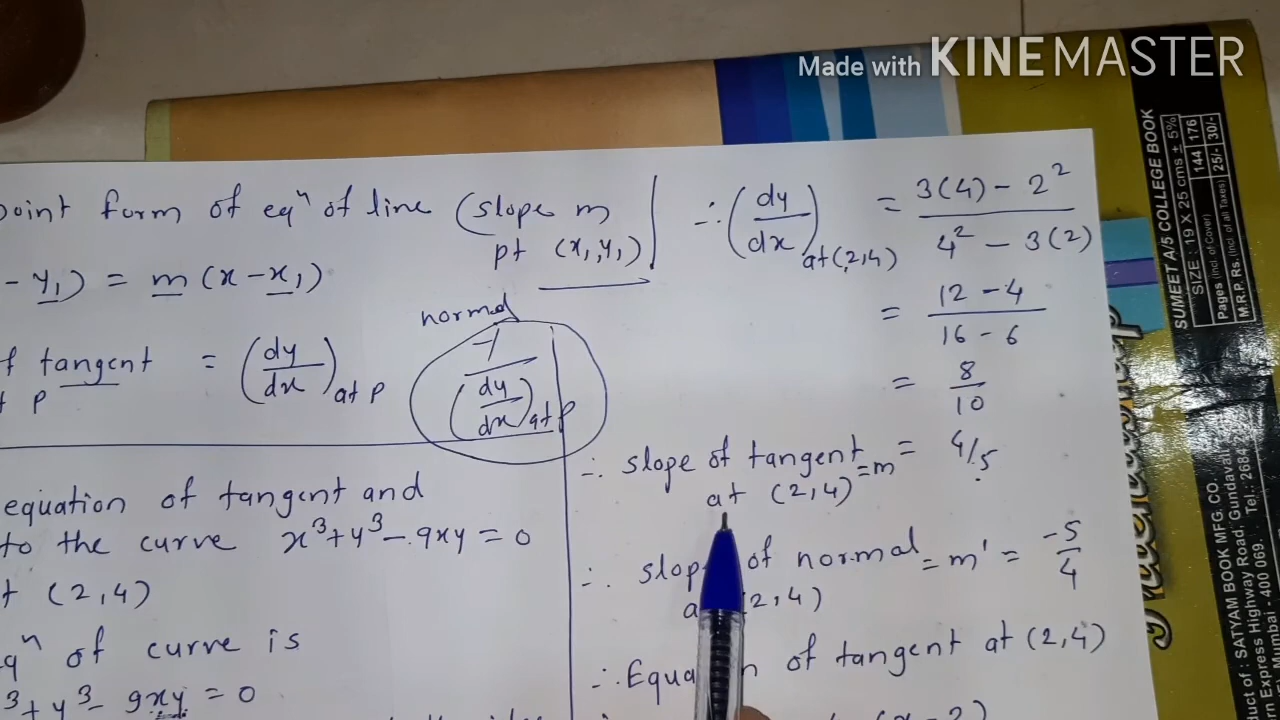 Made with KINEMASTER
point form of eqⁿ of line (slope m
pt (x₁,y₁)
- y₁) = m(x-x₁)
normal
tangent = (dy/dx) at P
P
-1/(dy/dx) at P
equation of tangent and
to the curve x³+y³-9xy=0
(2,4)
of curve is
³+y³-9xy=0
∴ (dy/dx) at(2,4) = (3(4)-2²)/(4²-3(2))
= (12-4)/(16-6)
= 8/10
∴ slope of tangent =m = 4/5
at (2,4)
∴ slope of normal = m' = -5/4
(2,4)
∴ Equation of tangent at (2,4)
(x-2)
SUMEET A/5 COLLEGE BOOK
SIZE : 19 X 25 cms ± 5%
Pages (Incl. of Cover) 144 176
M.R.P. Rs. (Incl. of all Taxes) 25/- 30/-
duct of : SATYAM BOOK MFG. CO.
Express Highway Road, Gundavali
Mumbai - 400 069. Tel.: 2684